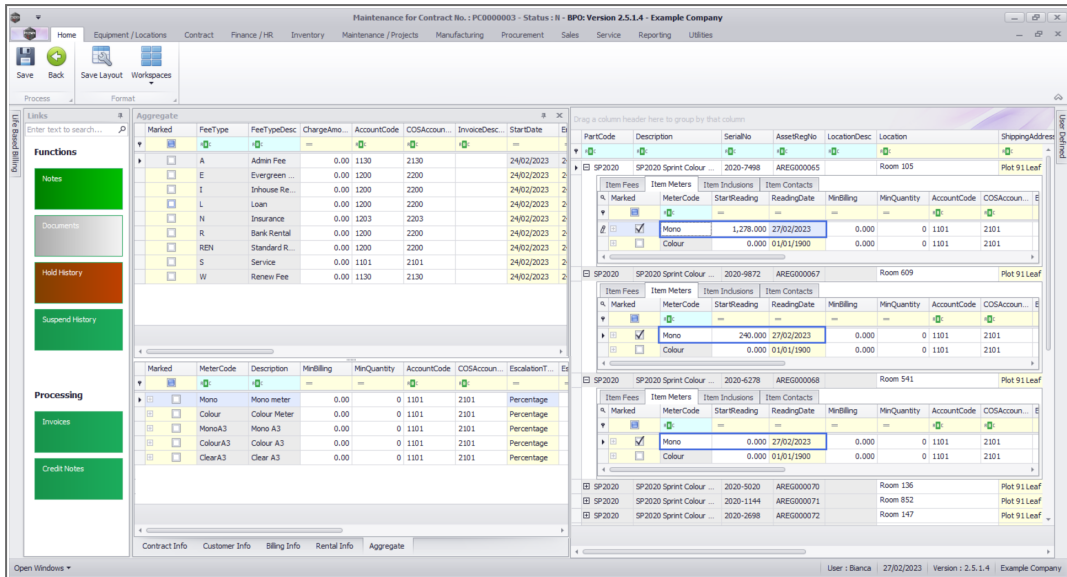 Maintenance for Contract No. : PC0000003 - Status : N - BPO: Version 2.5.1.4 - Example Company
Home Equipment / Locations Contract Finance / HR Inventory Maintenance / Projects Manufacturing Procurement Sales Service Reporting Utilities
Save Back Save Layout Workspaces
Process Format
Life Based Billing
Links
Enter text to search...
Functions
Notes
Documents
Hold History
Suspend History
Processing
Invoices
Credit Notes
Aggregate
Marked FeeType FeeTypeDesc ChargeAmo... AccountCode COSAccoun... InvoiceDesc... StartDate
A Admin Fee 0.00 1130 2130 24/02/2023
E Evergreen ... 0.00 1200 2200 24/02/2023
I Inhouse Re... 0.00 1200 2200 24/02/2023
L Loan 0.00 1200 2200 24/02/2023
N Insurance 0.00 1203 2203 24/02/2023
R Bank Rental 0.00 1200 2200 24/02/2023
REN Standard R... 0.00 1200 2200 24/02/2023
S Service 0.00 1101 2101 24/02/2023
W Renew Fee 0.00 1130 2130 24/02/2023
Marked MeterCode Description MinBilling MinQuantity AccountCode COSAccoun... EscalationT...
Mono Mono meter 0.00 0 1101 2101 Percentage
Colour Colour Meter 0.00 0 1101 2101 Percentage
MonoA3 Mono A3 0.00 0 1101 2101 Percentage
ColourA3 Colour A3 0.00 0 1101 2101 Percentage
ClearA3 Clear A3 0.00 0 1101 2101 Percentage
Contract Info Customer Info Billing Info Rental Info Aggregate
Drag a column header here to group by that column
PartCode Description SerialNo AssetRegNo LocationDesc Location ShippingAddress
SP2020 SP2020 Sprint Colour ... 2020-7498 AREG000065 Room 105 Plot 91 Leaf
Item Fees Item Meters Item Inclusions Item Contacts
Marked MeterCode StartReading ReadingDate MinBilling MinQuantity AccountCode COSAccoun... E
Mono 1,278.000 27/02/2023 0.000 0 1101 2101
Colour 0.000 01/01/1900 0.000 0 1101 2101
SP2020 SP2020 Sprint Colour ... 2020-9872 AREG000067 Room 609 Plot 91 Leaf
Item Fees Item Meters Item Inclusions Item Contacts
Marked MeterCode StartReading ReadingDate MinBilling MinQuantity AccountCode COSAccoun... E
Mono 240.000 27/02/2023 0.000 0 1101 2101
Colour 0.000 01/01/1900 0.000 0 1101 2101
SP2020 SP2020 Sprint Colour ... 2020-6278 AREG000068 Room 541 Plot 91 Leaf
Item Fees Item Meters Item Inclusions Item Contacts
Marked MeterCode StartReading ReadingDate MinBilling MinQuantity AccountCode COSAccoun... E
Mono 0.000 27/02/2023 0.000 0 1101 2101
Colour 0.000 01/01/1900 0.000 0 1101 2101
SP2020 SP2020 Sprint Colour ... 2020-5020 AREG000070 Room 136 Plot 91 Leaf
SP2020 SP2020 Sprint Colour ... 2020-1144 AREG000071 Room 852 Plot 91 Leaf
SP2020 SP2020 Sprint Colour ... 2020-2698 AREG000072 Room 147 Plot 91 Leaf
User Defined
Open Windows User : Bianca 27/02/2023 Version : 2.5.1.4 Example Company